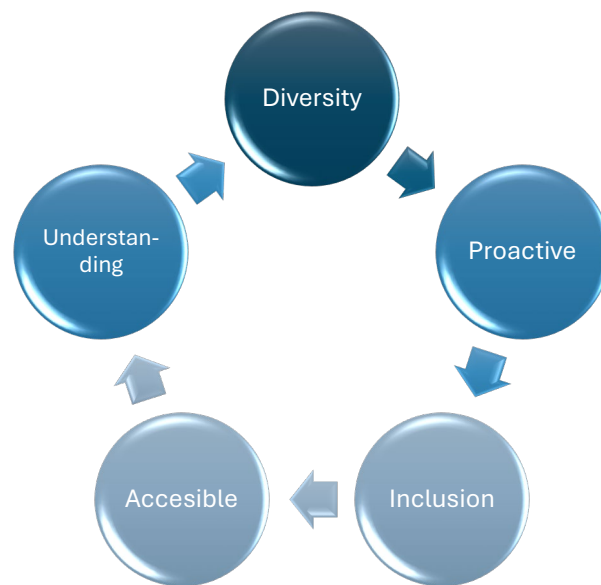 Diversity
Proactive
Inclusion
Accesible
Understan-
ding